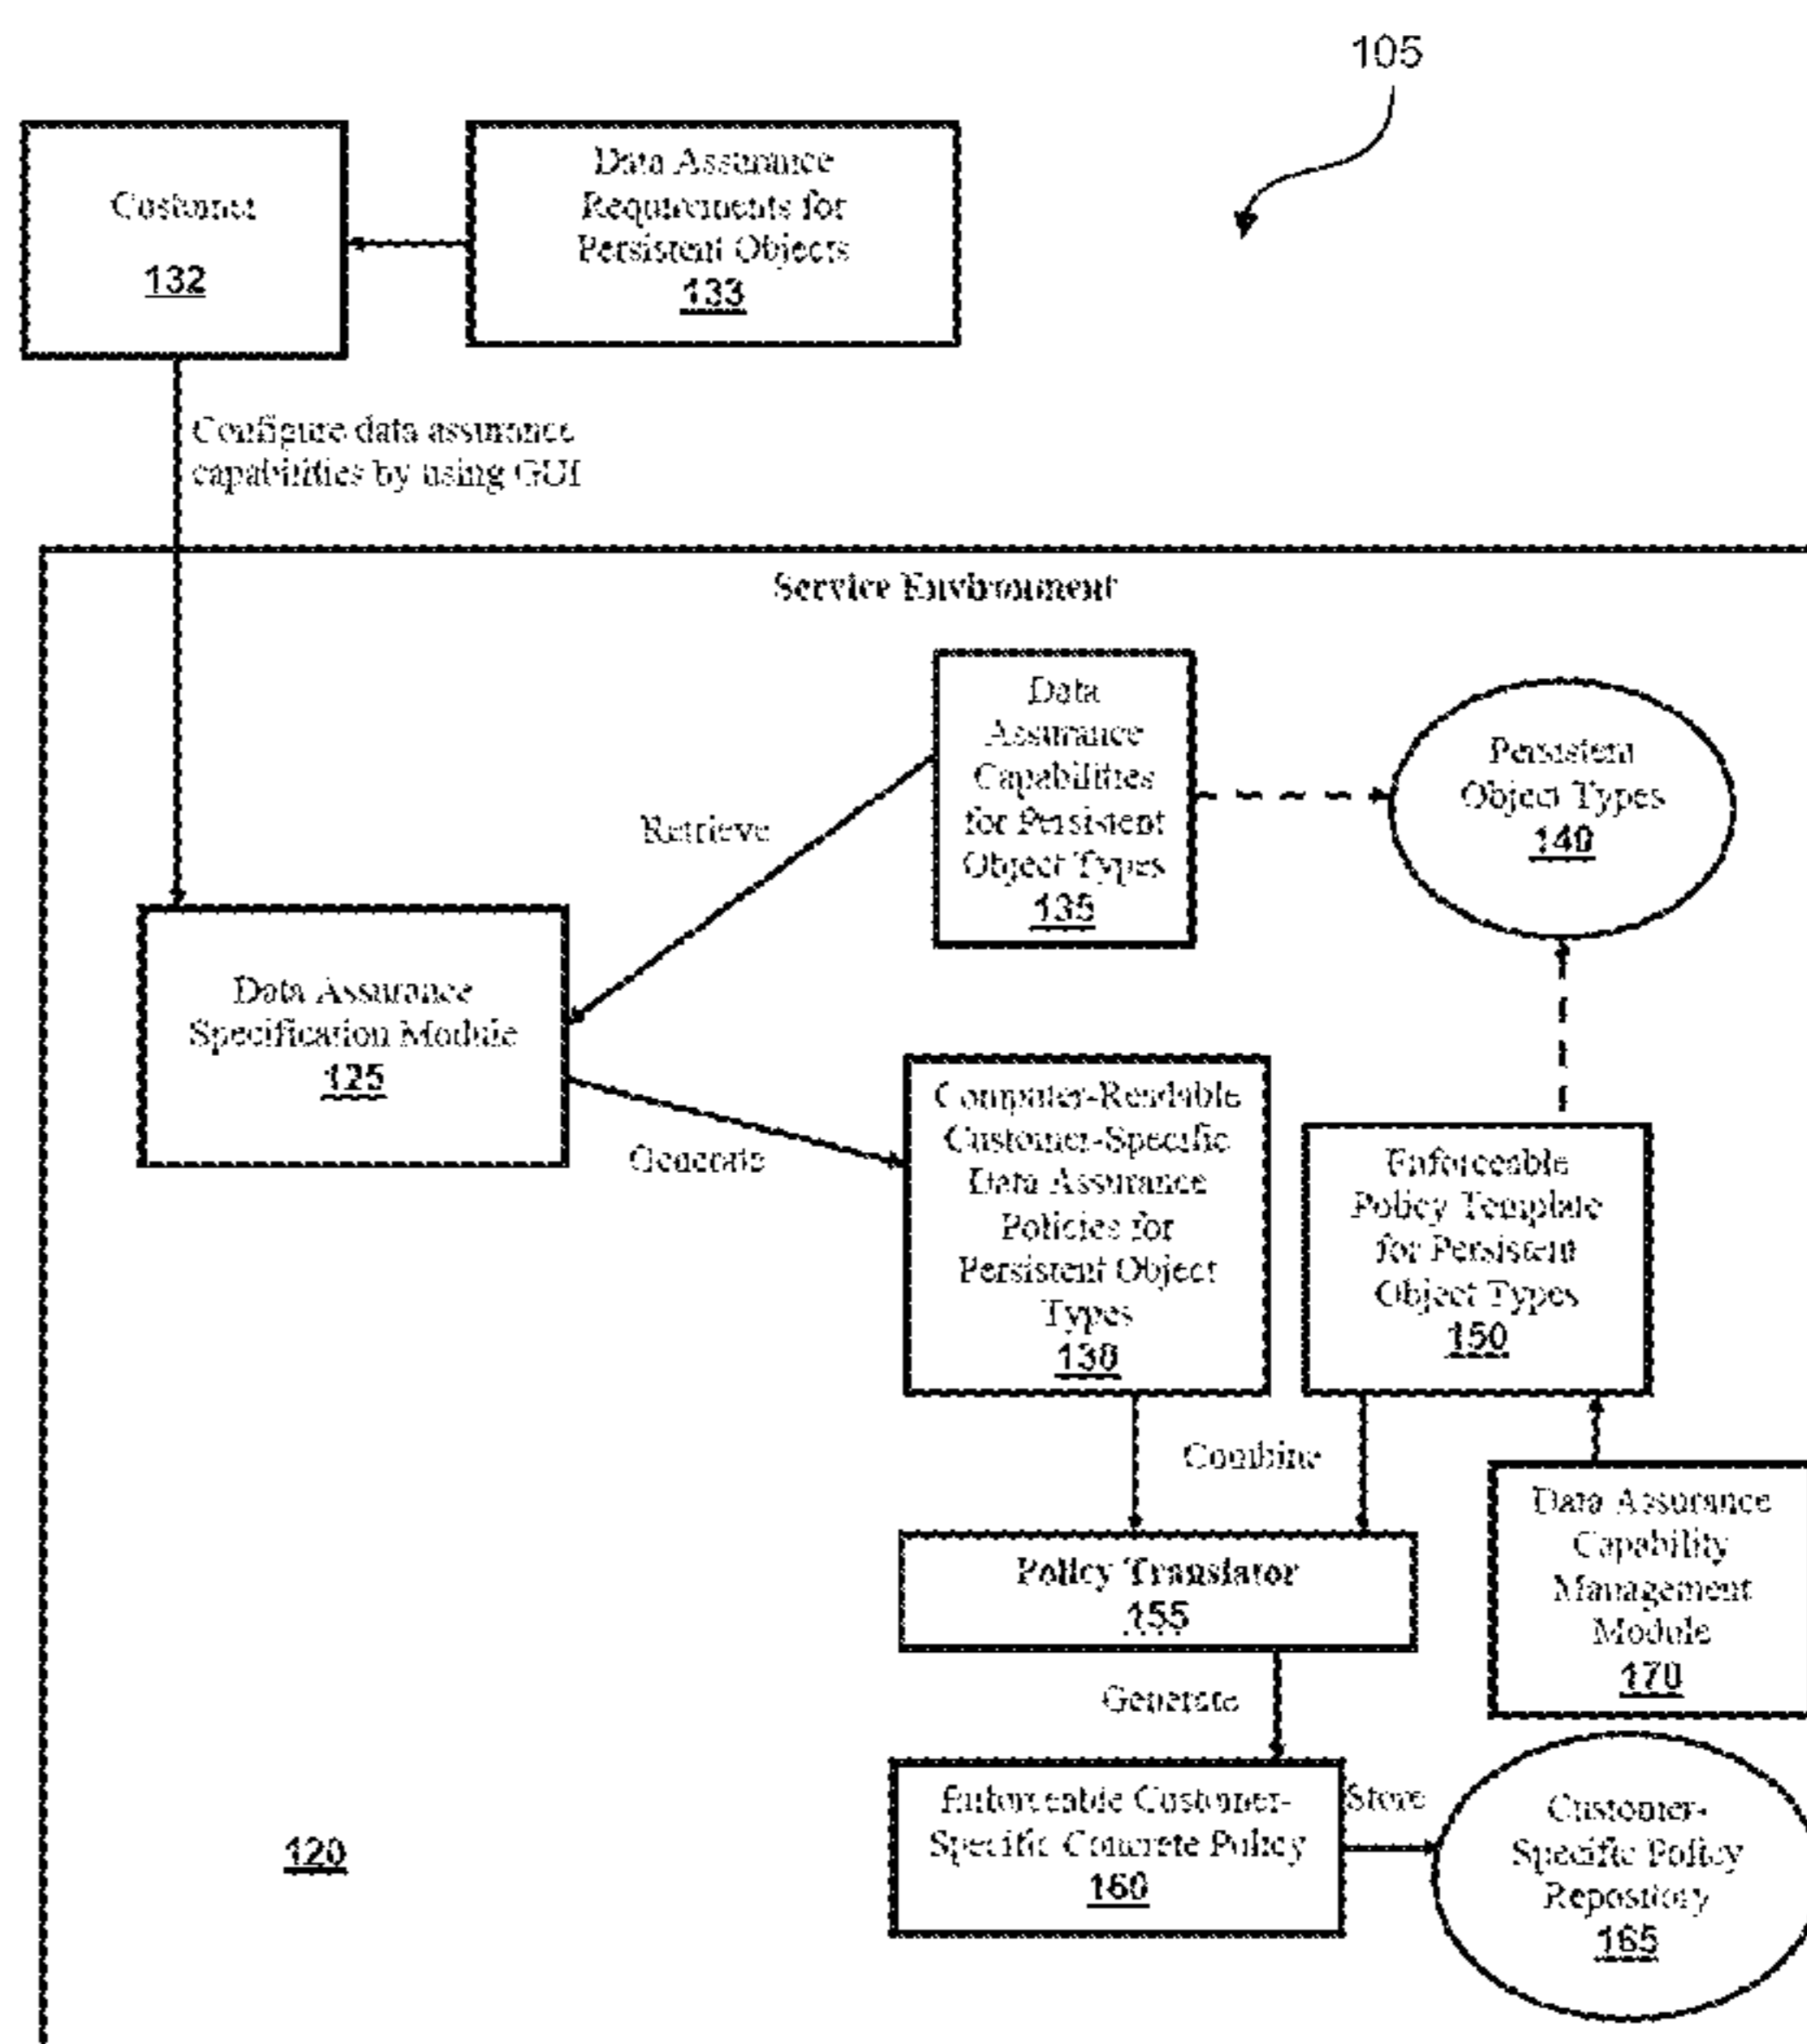 105
Customer
132
Data Assurance
Requirements for
Persistent Objects
133
Configure data assurance
capabilities by using GUI
Service Environment
Data
Assurance
Capabilities
for Persistent
Object Types
135
Persistent
Object Types
140
Retrieve
Data Assurance
Specification Module
125
Generate
Computer-Readable
Customer-Specific
Data Assurance
Policies for
Persistent Object
Types
130
Enforceable
Policy Template
for Persistent
Object Types
150
Combine
Data Assurance
Capability
Management
Module
170
Policy Translator
155
Generate
Enforceable Customer-
Specific Concrete Policy
160
Store
Customer-
Specific Policy
Repository
165
120